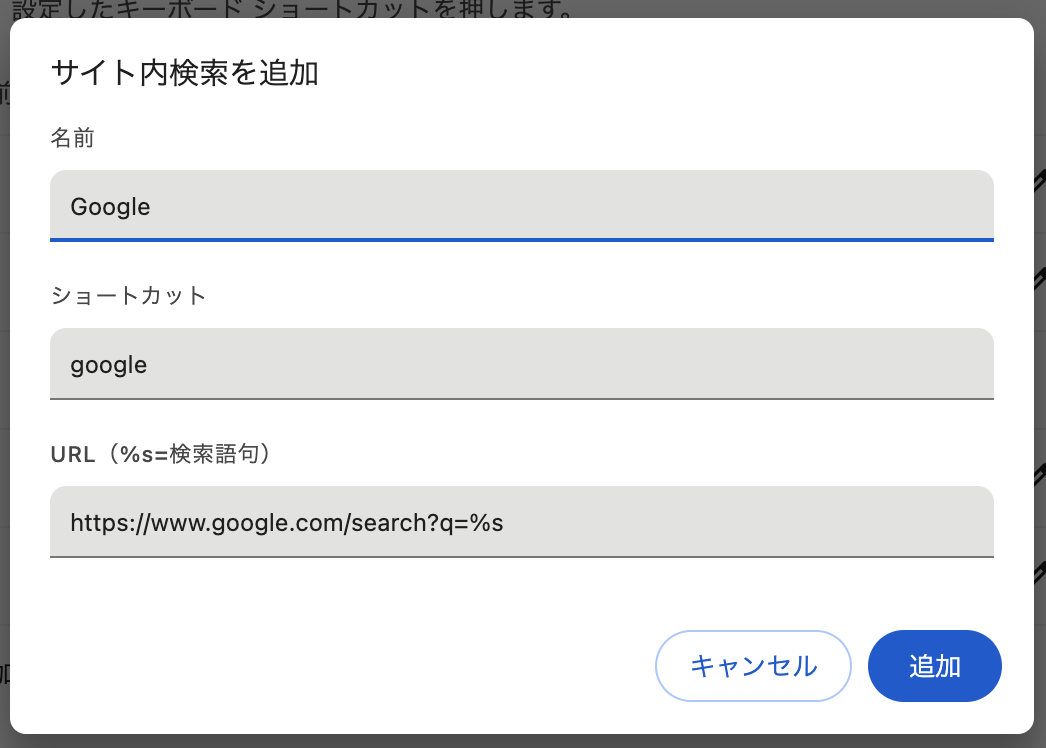 設定したキーボード ショートカットを押します。
サイト内検索を追加
名前
Google
ショートカット
google
URL（%s=検索語句）
https://www.google.com/search?q=%s
キャンセル
追加